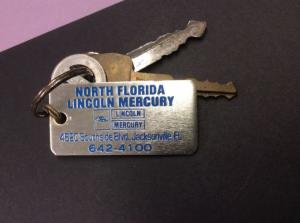 NORTH FLORIDA
LINCOLN MERCURY
LINCOLN
MERCURY
4620 Southside Blvd. Jacksonville, FL
642-4100